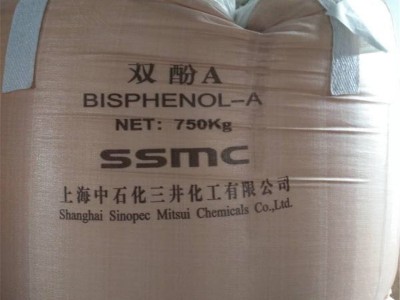 双酚A
BISPHENOL-A
NET: 750Kg
SSMC
上海中石化三井化工有限公司
Shanghai Sinopec Mitsui Chemicals Co.,Ltd.